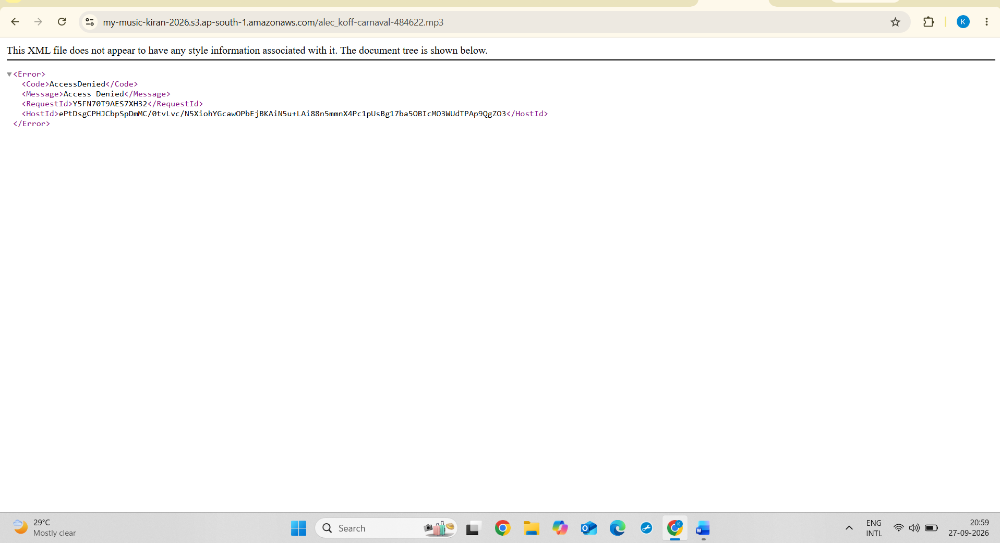 my-music-kiran-2026.s3.ap-south-1.amazonaws.com/alec_koff-carnaval-484622.mp3
K
This XML file does not appear to have any style information associated with it. The document tree is shown below.
<Error>
<Code>AccessDenied</Code>
<Message>Access Denied</Message>
<RequestId>Y5FN70T9AES7XH32</RequestId>
<HostId>ePtDsgCPHJCbpSpDmMC/0tvLvc/N5XiohYGcawOPbEjBKAiN5u+LAi88n5mmnX4Pc1pUsBg17ba5OBIcMO3WUdTPAp9QgZO3</HostId>
</Error>
29°C
Mostly clear
Search
ENG
INTL
20:59
27-09-2026